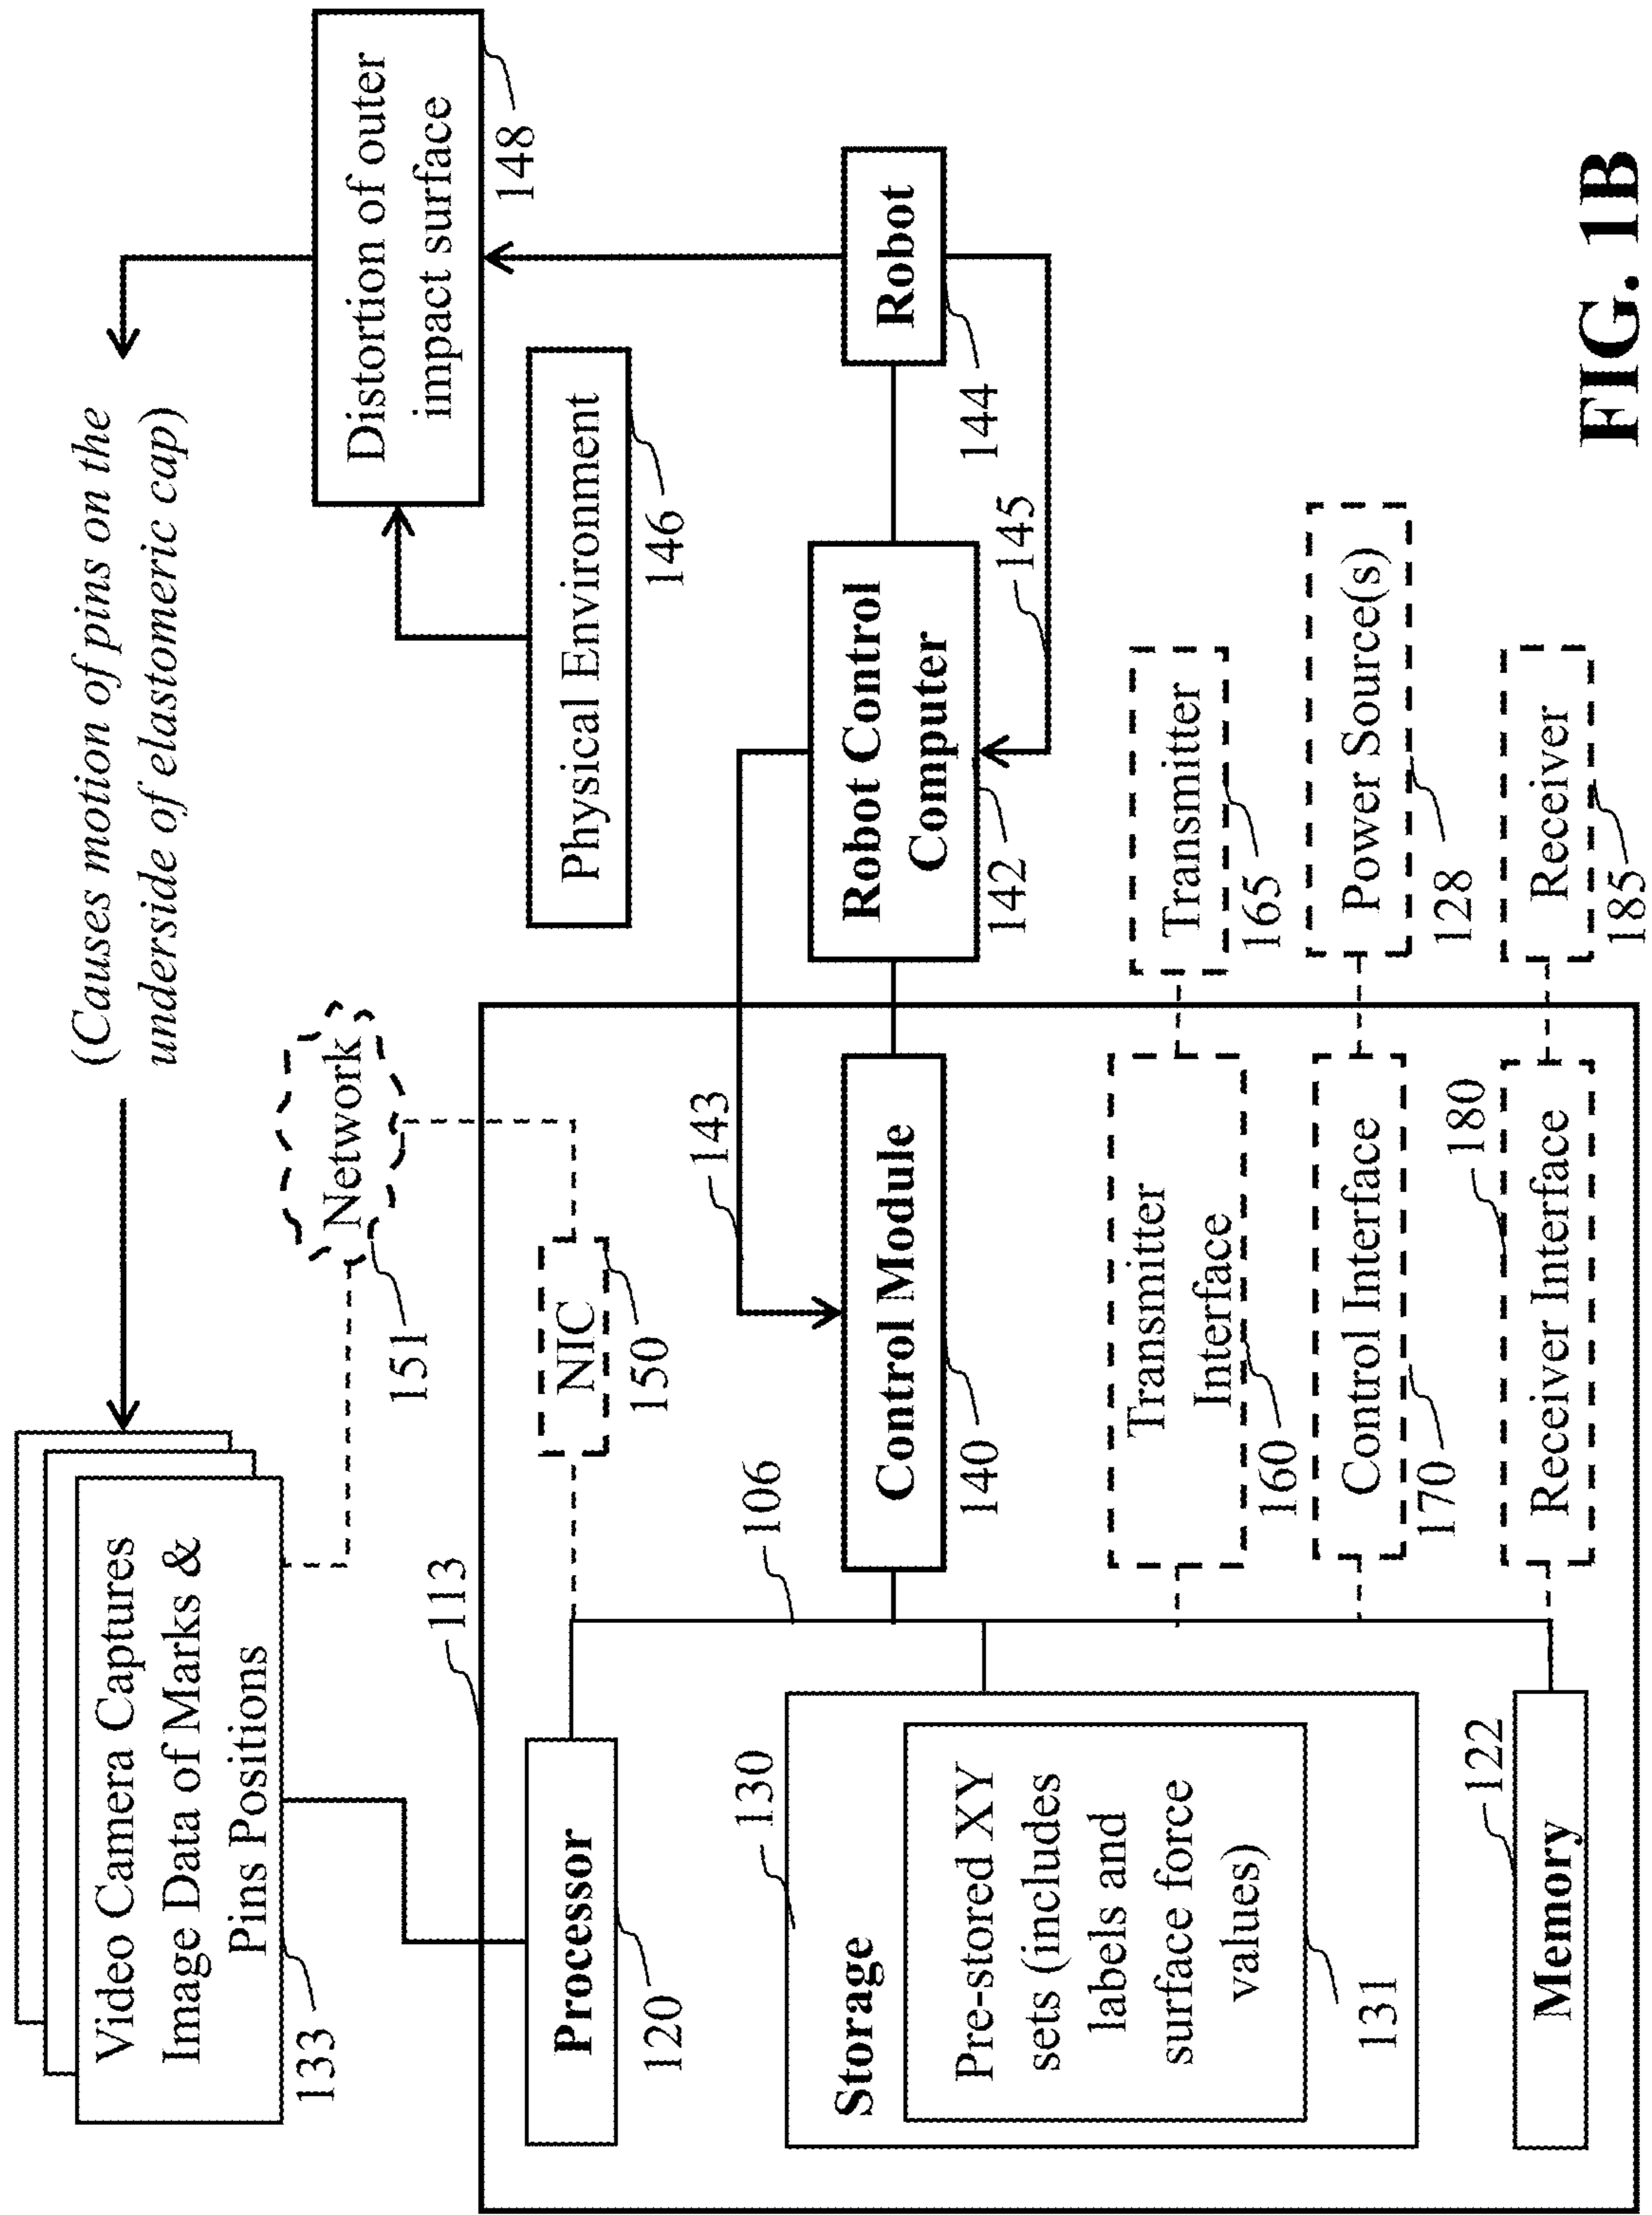 Video Camera Captures
Image Data of Marks &
Pins Positions
133
(Causes motion of pins on the
underside of elastomeric cap)
Distortion of outer
impact surface
148
Network
151
113
Physical Environment
146
Processor
120
NIC
150
143
106
Storage
130
Pre-stored XY
sets (includes
labels and
surface force
values)
131
Control Module
140
Robot Control
Computer
142
Robot
144
145
Transmitter
Interface
160
Transmitter
165
Control Interface
170
Power Source(s)
128
Memory
122
Receiver Interface
180
Receiver
185
FIG. 1B